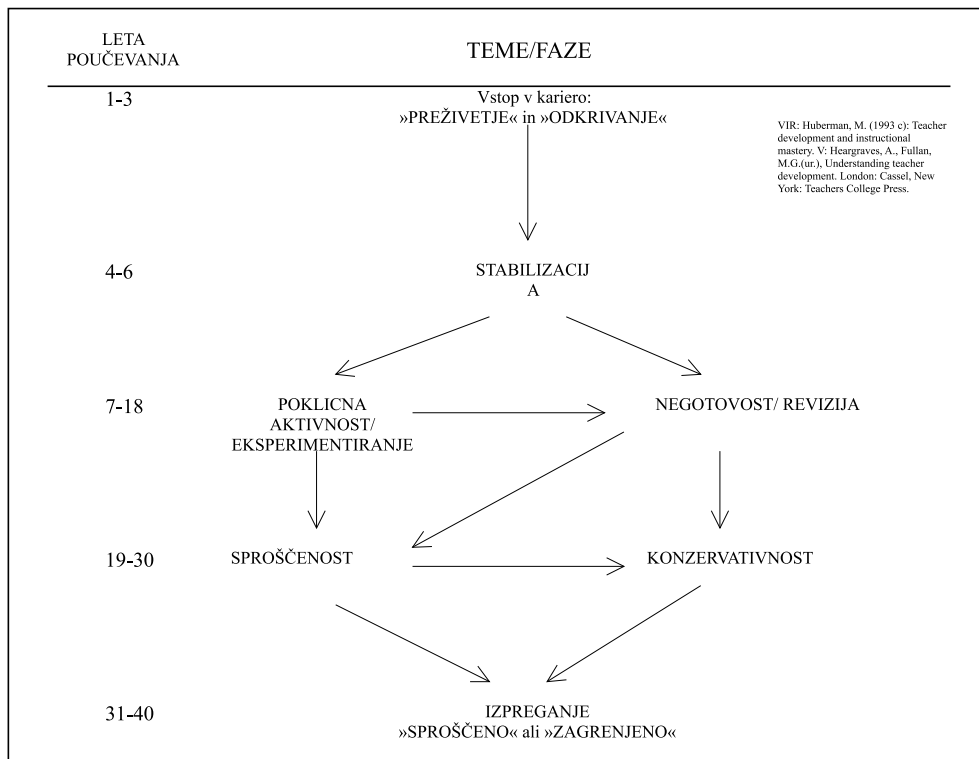 LETA
POUČEVANJA
TEME/FAZE
1-3
Vstop v kariero:
»PREŽIVETJE« in »ODKRIVANJE«
VIR: Huberman, M. (1993 c): Teacher
development and instructional
mastery. V: Heargraves, A., Fullan,
M.G.(ur.), Understanding teacher
development. London: Cassel, New
York: Teachers College Press.
4-6
STABILIZACIJ
A
7-18
POKLICNA
AKTIVNOST/
EKSPERIMENTIRANJE
NEGOTOVOST/ REVIZIJA
19-30
SPROŠČENOST
KONZERVATIVNOST
31-40
IZPREGANJE
»SPROŠČENO« ali »ZAGRENJENO«